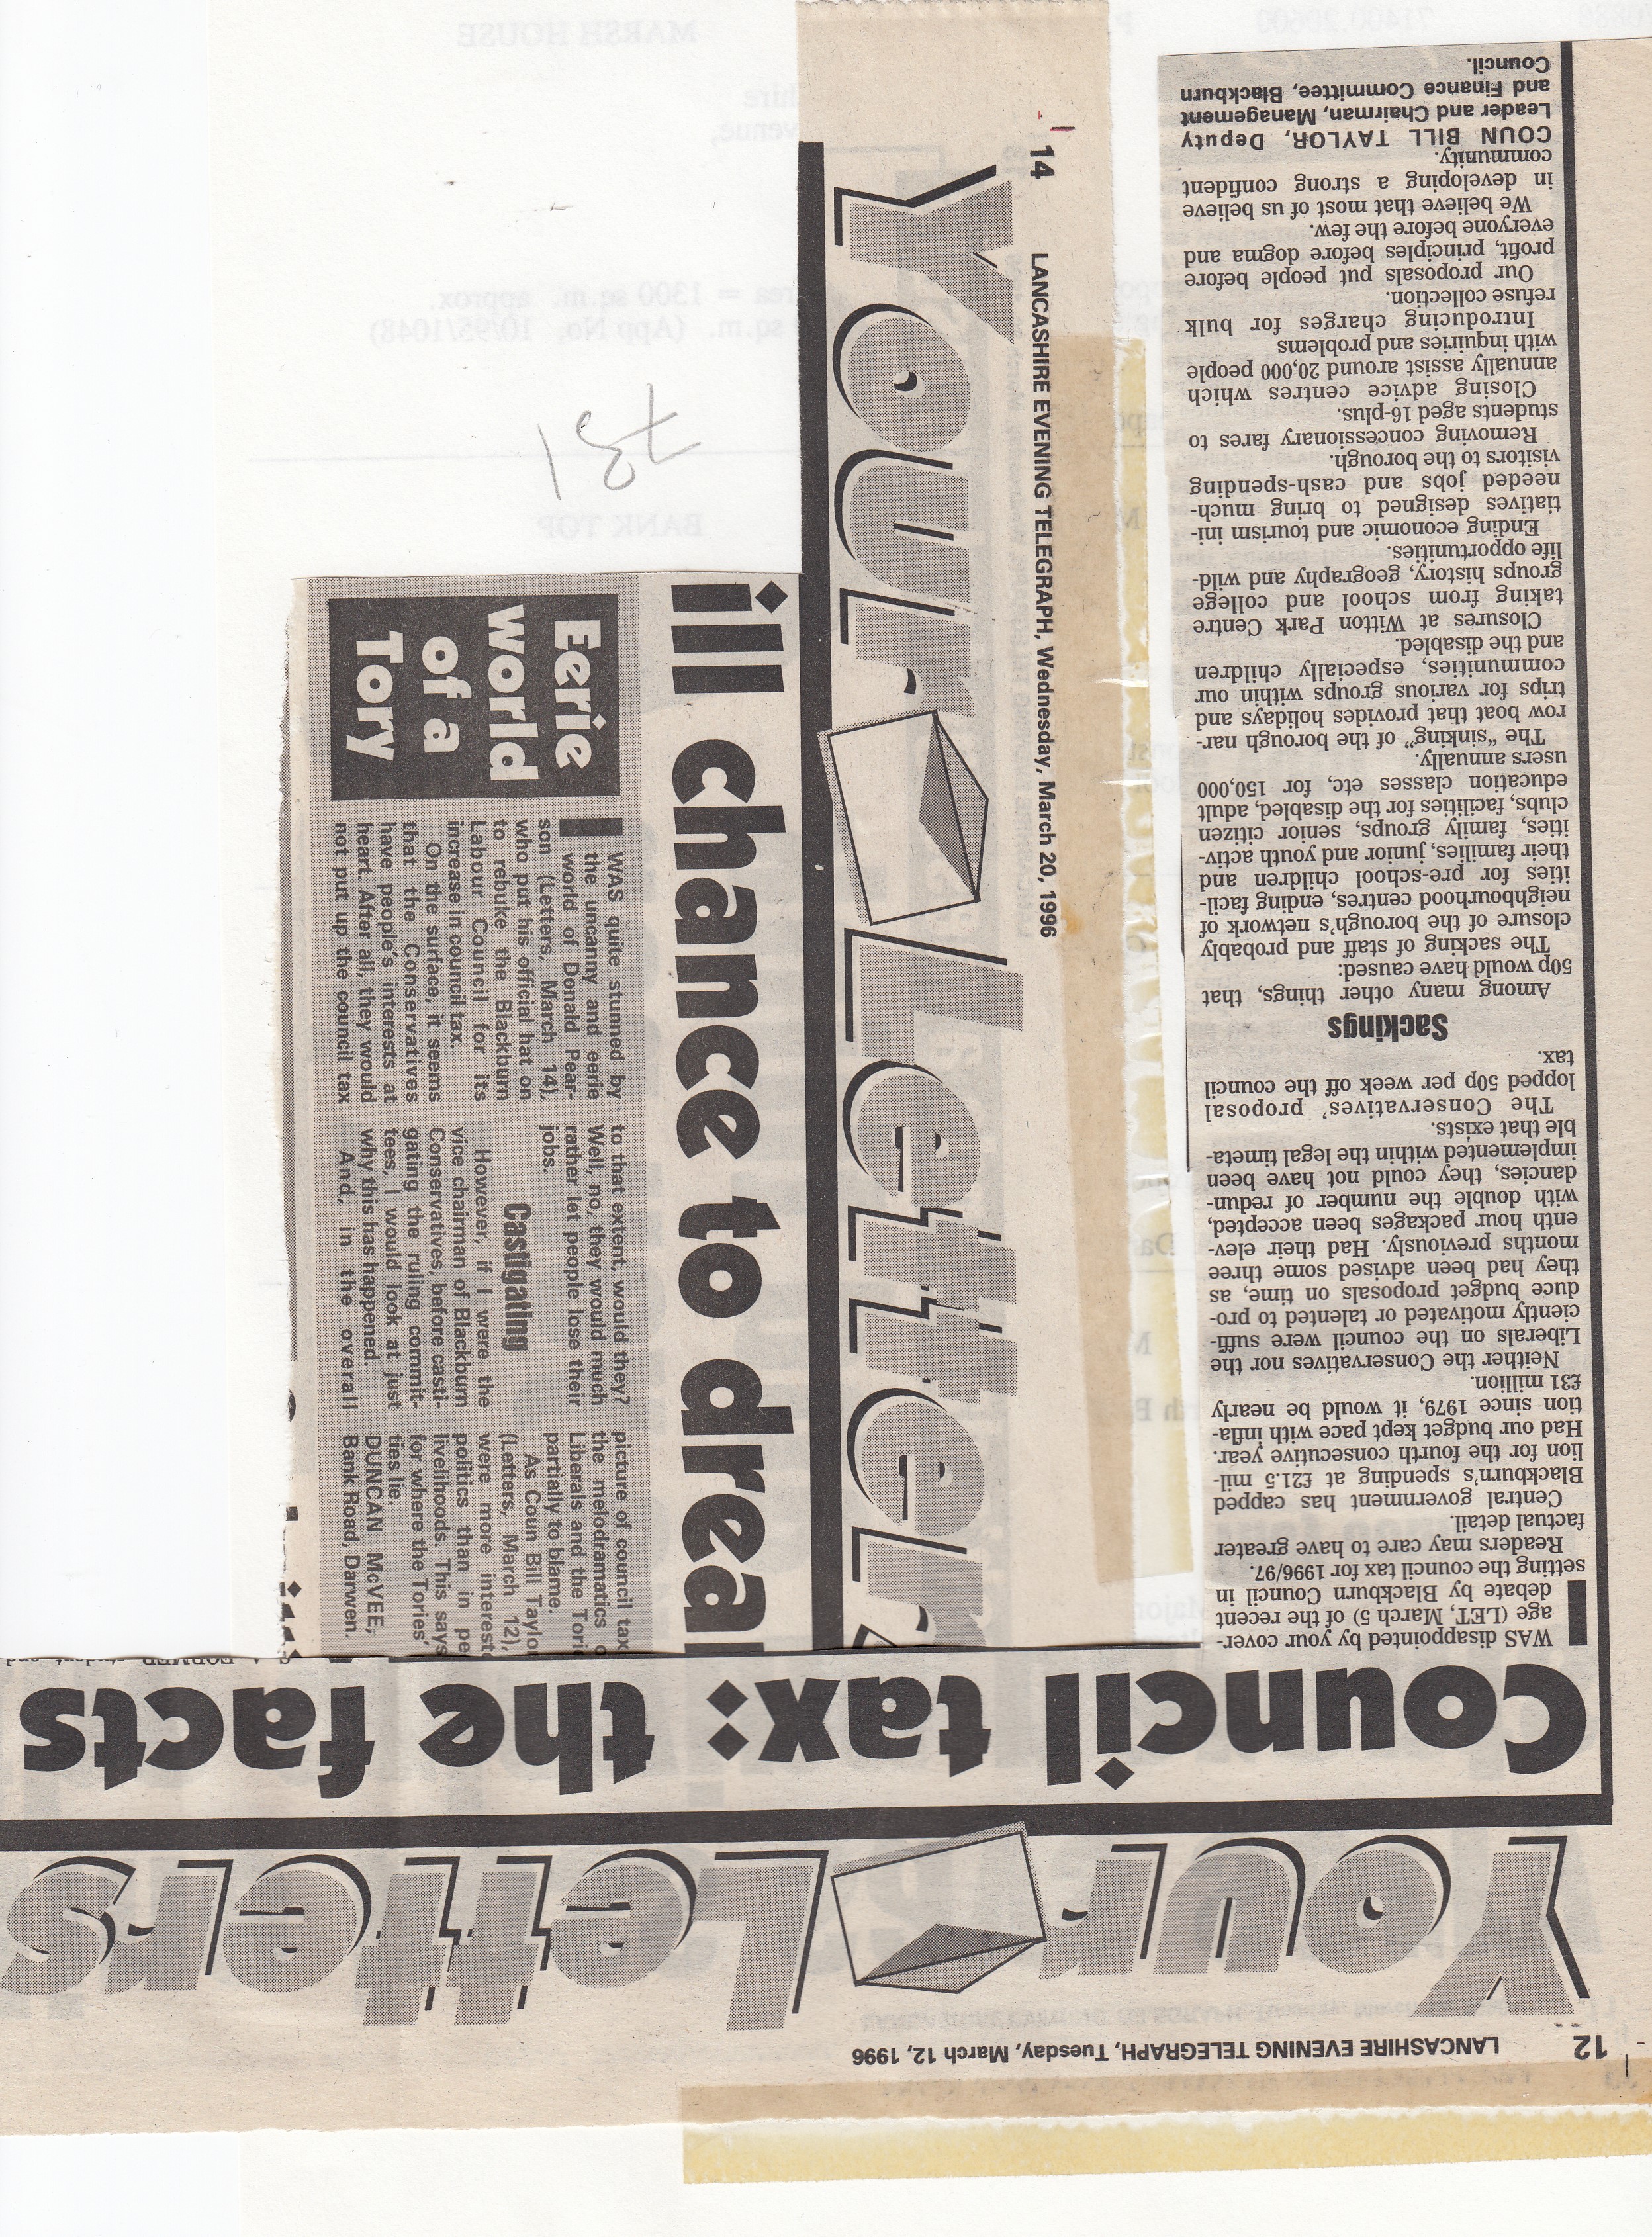 12 LANCASHIRE EVENING TELEGRAPH, Tuesday, March 12, 1996
Your Letters
Council tax: the facts
I WAS disappointed by your cover-
age (LET, March 5) of the recent
debate by Blackburn Council in
setting the council tax for 1996/97.
Readers may care to have greater
factual detail.
Central government has capped
Blackburn's spending at £21.5 mil-
lion for the fourth consecutive year.
Had our budget kept pace with infla-
tion since 1979, it would be nearly
£31 million.
Neither the Conservatives nor the
Liberals on the council were suffi-
ciently motivated or talented to pro-
duce budget proposals on time, as
they had been advised some three
months previously. Had their elev-
enth hour packages been accepted,
with double the number of redun-
dancies, they could not have been
implemented within the legal timeta-
ble that exists.
The Conservatives' proposal
lopped 50p per week off the council
tax.
Sackings
Among many other things, that
50p would have caused:
The sacking of staff and probably
closure of the borough's network of
neighbourhood centres, ending facil-
ities for pre-school children and
their families, junior and youth activ-
ities, family groups, senior citizen
clubs, facilities for the disabled, adult
education classes etc, for 150,000
users annually.
The "sinking" of the borough nar-
row boat that provides holidays and
trips for various groups within our
communities, especially children
and the disabled.
Closures at Witton Park Centre
taking from school and college
groups history, geography and wild-
life opportunities.
Ending economic and tourism ini-
tiatives designed to bring much-
needed jobs and cash-spending
visitors to the borough.
Removing concessionary fares to
students aged 16-plus.
Closing advice centres which
annually assist around 20,000 people
with inquiries and problems
Introducing charges for bulk
refuse collection.
Our proposals put people before
profit, principles before dogma and
everyone before the few.
We believe that most of us believe
in developing a strong confident
community.
COUN BILL TAYLOR, Deputy
Leader and Chairman, Management
and Finance Committee, Blackburn
Council.
A FORMER student and
14 LANCASHIRE EVENING TELEGRAPH, Wednesday, March 20, 1996
Your Letter
ill chance to drea
Eerie
world
of a
Tory
I WAS quite stunned by
the uncanny and eerie
world of Donald Pear-
son (Letters, March 14),
who put his official hat on
to rebuke the Blackburn
Labour Council for its
increase in council tax.
On the surface, it seems
that the Conservatives
have people's interests at
heart. After all, they would
not put up the council tax
to that extent, would they?
Well, no, they would much
rather let people lose their
jobs.
Castigating
However, if I were the
vice chairman of Blackburn
Conservatives, before casti-
gating the ruling commit-
tees, I would look at just
why this has happened.
And, in the overall
picture of council tax
the melodramatics o
Liberals and the Tori
partially to blame.
As Coun Bill Taylor
(Letters, March 12),
were more interest
politics than in pe
livelihoods. This says
for where the Tories'
ties lie.
DUNCAN McVEE,
Bank Road, Darwen.
731
MARSH HOUSE
venue,
area = 1300 sq.m. approx.
sq.m. (App No, 10/95/1048)
BANK TOP